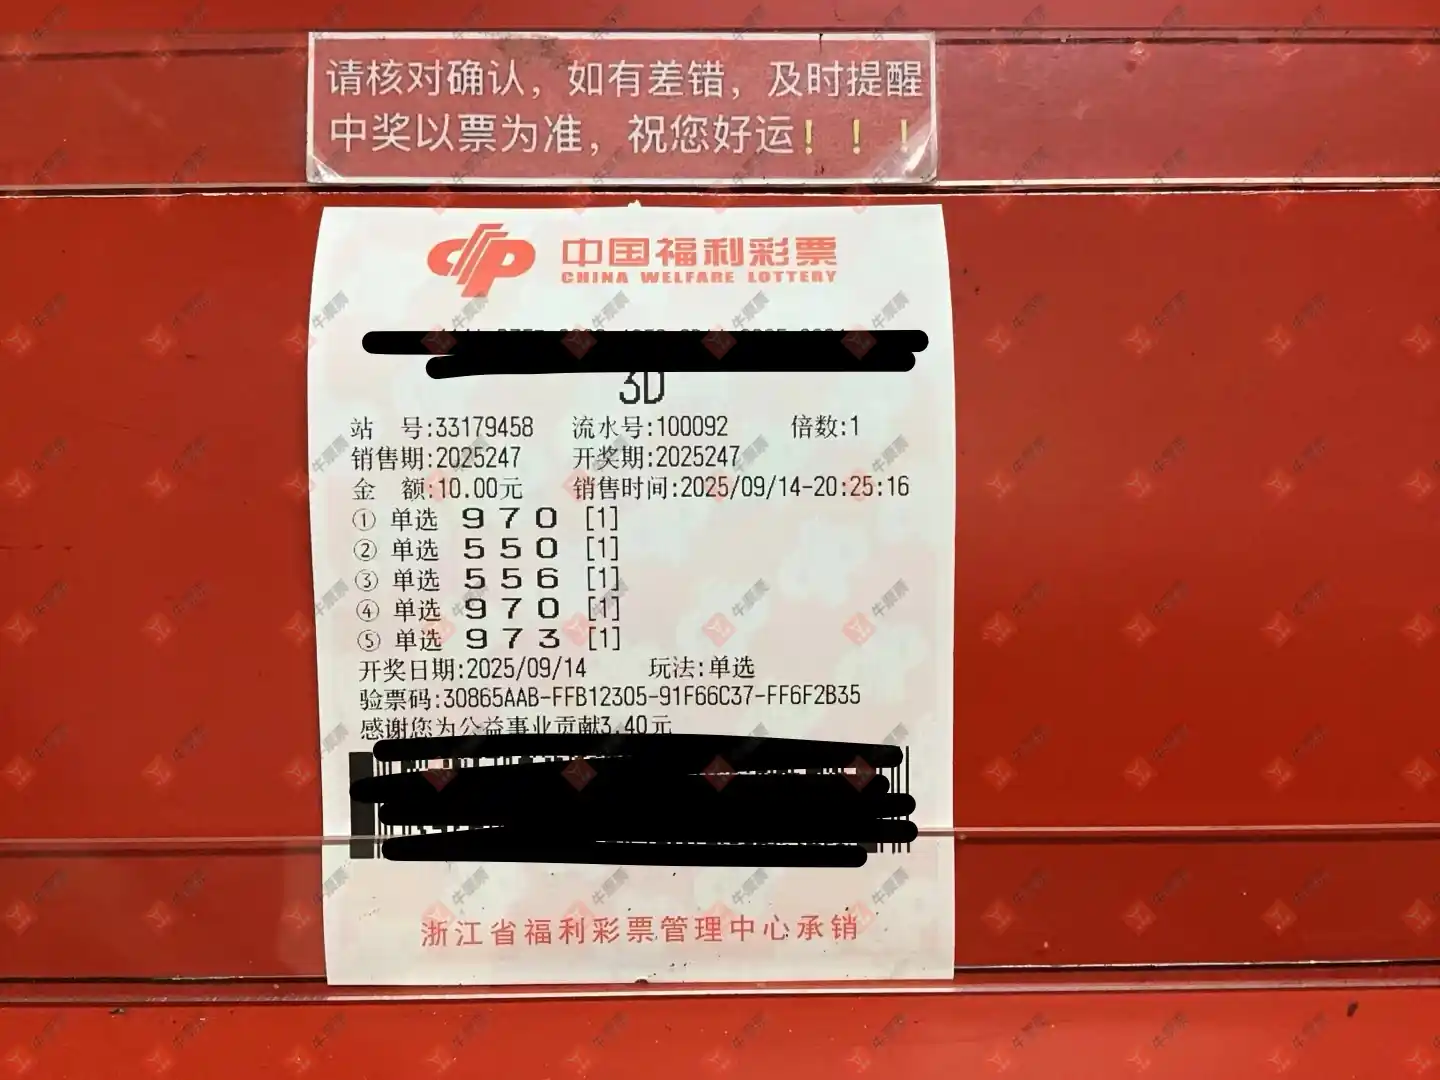 请核对确认，如有差错，及时提醒
中奖以票为准，祝您好运！！！
中国福利彩票
CHINA WELFARE LOTTERY
3D
站 号:33179458 流水号:100092 倍数:1
销售期:2025247 开奖期:2025247
金 额:10.00元 销售时间:2025/09/14-20:25:16
① 单选 9 7 0 [1]
② 单选 5 5 0 [1]
③ 单选 5 5 6 [1]
④ 单选 9 7 0 [1]
⑤ 单选 9 7 3 [1]
开奖日期:2025/09/14 玩法:单选
验票码:30865AAB-FFB12305-91F66C37-FF6F2B35
感谢您为公益事业贡献3.40元
浙江省福利彩票管理中心承销